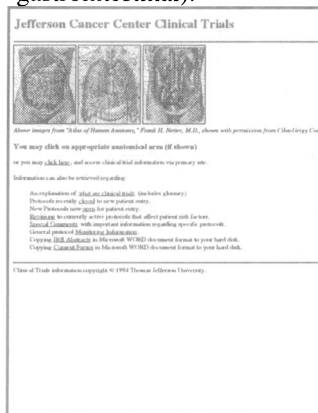 Jefferson Cancer Center Clinical Trials
Above images from "Atlas of Human Anatomy," Frank H. Netter, M.D., shown with permission from Ciba-Geigy
You may click on appropriate anatomical area (if shown)
or you may click here, and access clinical trial information via primary site.
Information can also be retrieved regarding
An explanation of what are clinical trials (includes glossary)
Protocols recently closed to new patient entry.
New Protocols now open for patient entry.
Revisions to currently active protocols that affect patient risk factors.
Special Comments with important information regarding specific protocols.
General protocol Monitoring Information.
Copying IRB Abstracts in Microsoft WORD document format to your hard disk.
Copying Consent Forms in Microsoft WORD document format to your hard disk.
Clinical Trials information copyright © 1994 Thomas Jefferson University.